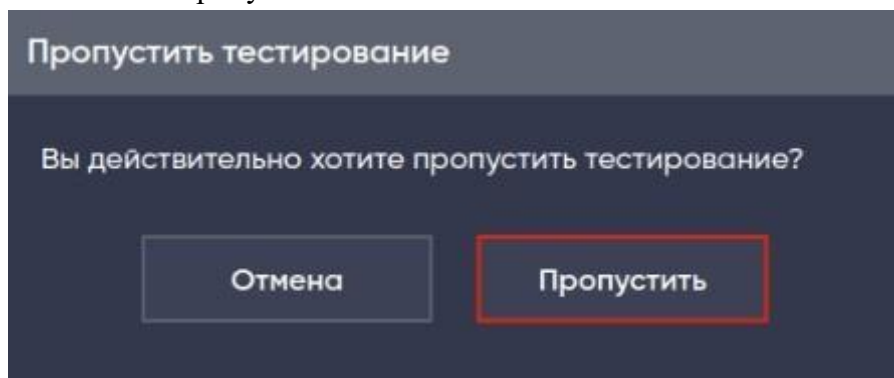 Пропустить тестирование
Вы действительно хотите пропустить тестирование?
Отмена
Пропустить